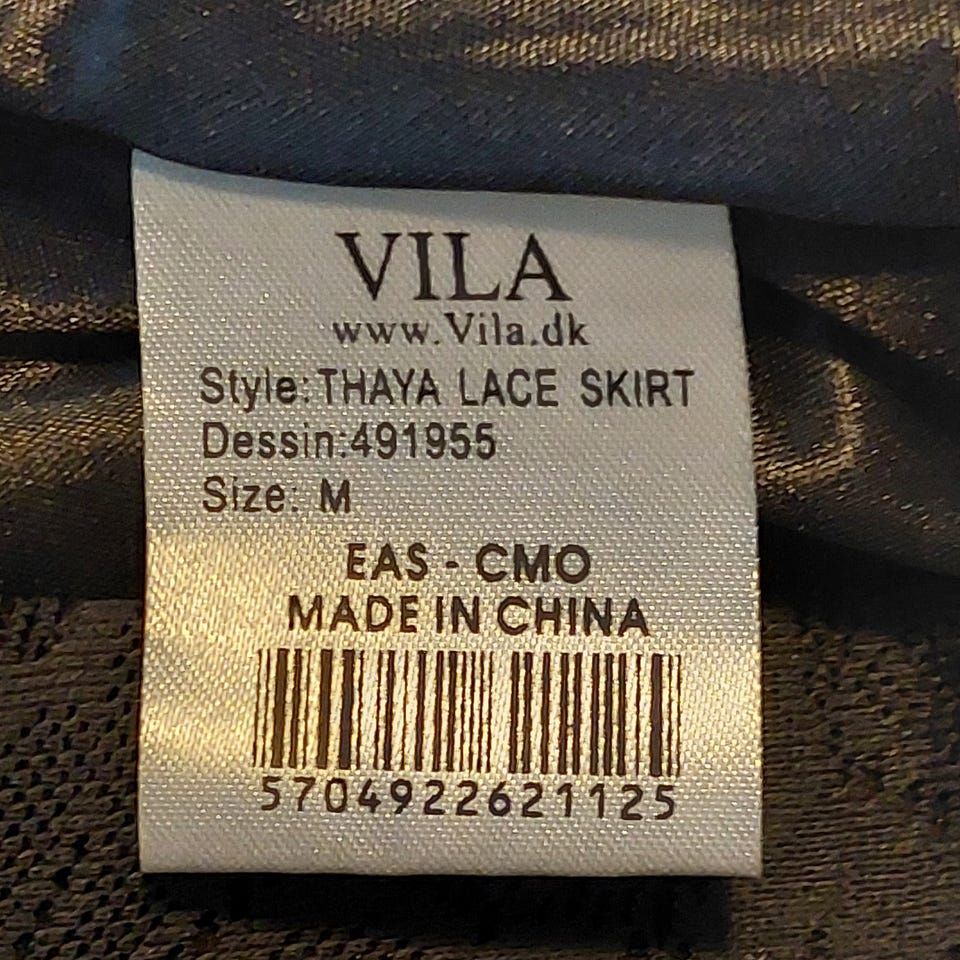 VILA
www.Vila.dk
Style:THAYA LACE SKIRT
Dessin:491955
Size: M
EAS - CMO
MADE IN CHINA
5704922621125